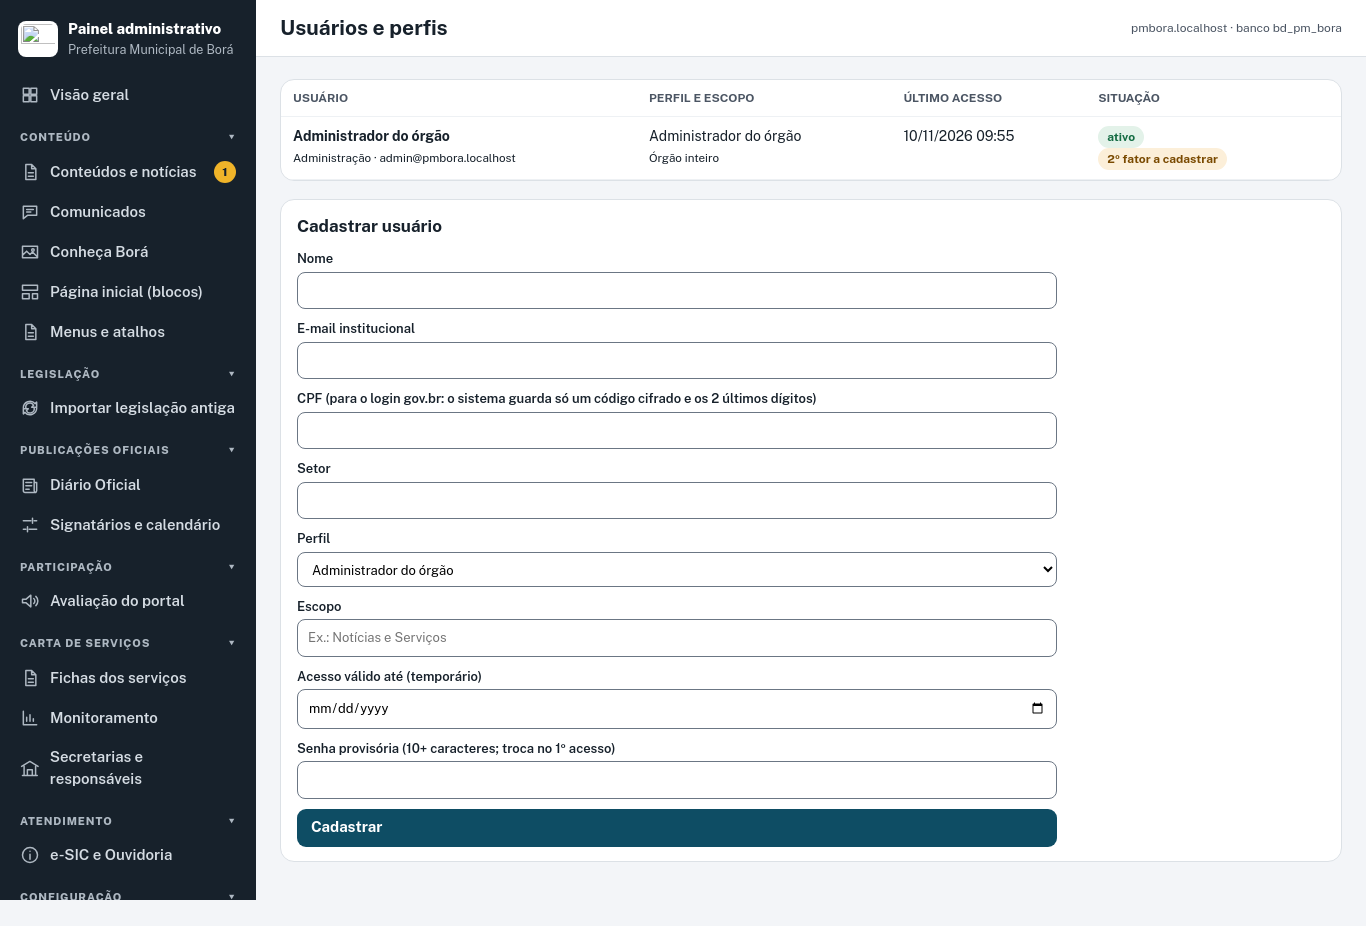 Painel administrativo
Prefeitura Municipal de Borá
Visão geral
CONTEÚDO
Conteúdos e notícias 1
Comunicados
Conheça Borá
Página inicial (blocos)
Menus e atalhos
LEGISLAÇÃO
Importar legislação antiga
PUBLICAÇÕES OFICIAIS
Diário Oficial
Signatários e calendário
PARTICIPAÇÃO
Avaliação do portal
CARTA DE SERVIÇOS
Fichas dos serviços
Monitoramento
Secretarias e
responsáveis
ATENDIMENTO
e-SIC e Ouvidoria
CONFIGURAÇÃO
Usuários e perfis
pmbora.localhost · banco bd_pm_bora
USUÁRIO PERFIL E ESCOPO ÚLTIMO ACESSO SITUAÇÃO
Administrador do órgão Administrador do órgão 10/11/2026 09:55 ativo
Administração · admin@pmbora.localhost Órgão inteiro 2º fator a cadastrar
Cadastrar usuário
Nome
E-mail institucional
CPF (para o login gov.br: o sistema guarda só um código cifrado e os 2 últimos dígitos)
Setor
Perfil
Administrador do órgão
Escopo
Ex.: Notícias e Serviços
Acesso válido até (temporário)
mm/dd/yyyy
Senha provisória (10+ caracteres; troca no 1º acesso)
Cadastrar